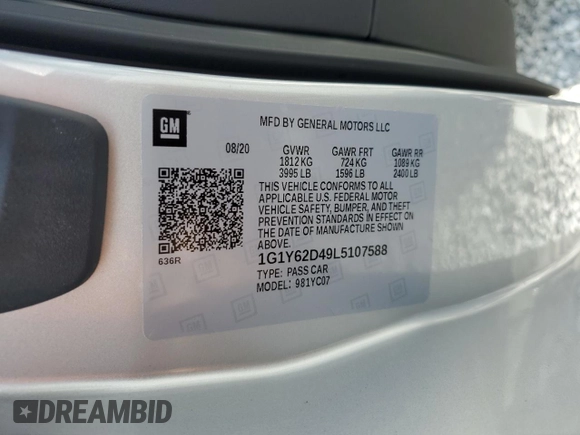 GM
MFD BY GENERAL MOTORS LLC
08/20 GVWR GAWR FRT GAWR RR
1812 KG 724 KG 1089 KG
3995 LB 1596 LB 2400 LB
THIS VEHICLE CONFORMS TO ALL
APPLICABLE U.S. FEDERAL MOTOR
VEHICLE SAFETY, BUMPER, AND THEFT
PREVENTION STANDARDS IN EFFECT ON
THE DATE OF MANUFACTURE SHOWN
ABOVE.
636R
1G1Y62D49L5107588
TYPE: PASS CAR
MODEL: 981YC07
DREAMBID